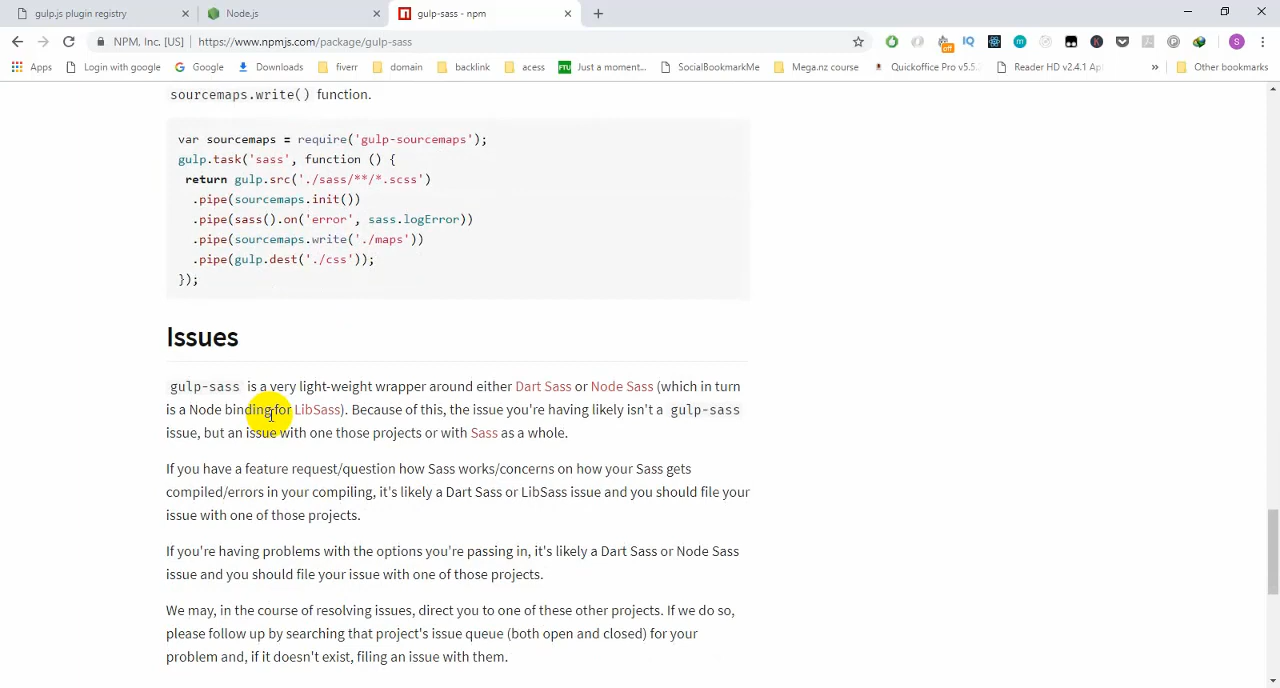 gulp.js plugin registry
Node.js
gulp-sass - npm
NPM, Inc. [US] | https://www.npmjs.com/package/gulp-sass
Apps Login with google Google Downloads fiverr domain backlink acess Just a moment... SocialBookmarkMe Mega.nz course Quickoffice Pro v5.5. Reader HD v2.4.1 Ap » Other bookmarks
sourcemaps.write() function.
var sourcemaps = require('gulp-sourcemaps');
gulp.task('sass', function () {
return gulp.src('./sass/**/*.scss')
.pipe(sourcemaps.init())
.pipe(sass().on('error', sass.logError))
.pipe(sourcemaps.write('./maps'))
.pipe(gulp.dest('./css'));
});
Issues
gulp-sass is a very light-weight wrapper around either Dart Sass or Node Sass (which in turn
is a Node binding for LibSass). Because of this, the issue you're having likely isn't a gulp-sass
issue, but an issue with one those projects or with Sass as a whole.
If you have a feature request/question how Sass works/concerns on how your Sass gets
compiled/errors in your compiling, it's likely a Dart Sass or LibSass issue and you should file your
issue with one of those projects.
If you're having problems with the options you're passing in, it's likely a Dart Sass or Node Sass
issue and you should file your issue with one of those projects.
We may, in the course of resolving issues, direct you to one of these other projects. If we do so,
please follow up by searching that project's issue queue (both open and closed) for your
problem and, if it doesn't exist, filing an issue with them.